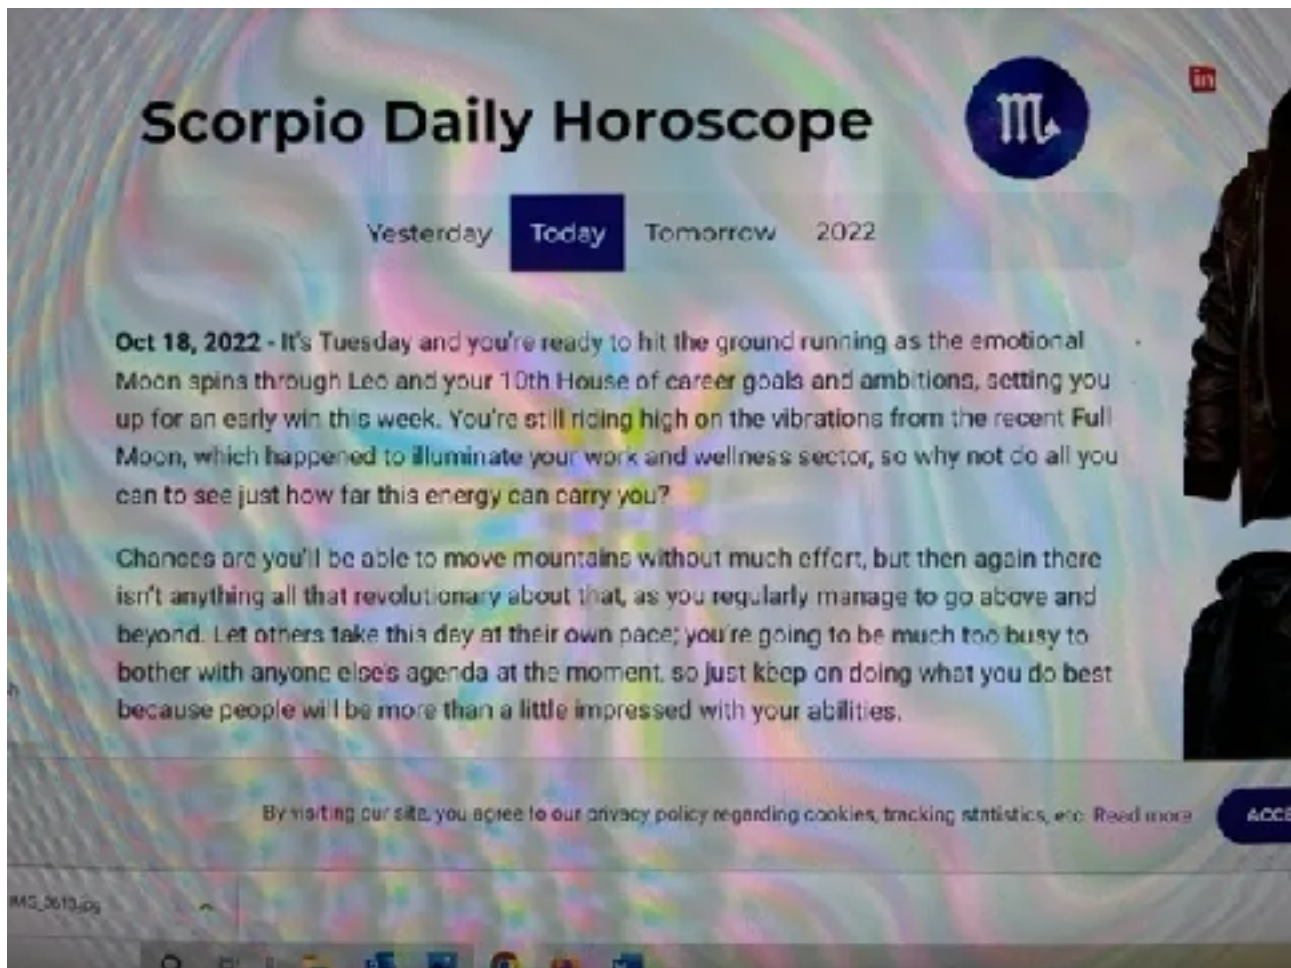 Scorpio Daily Horoscope
in
Yesterday Today Tomorrow 2022
Oct 18, 2022 - It's Tuesday and you're ready to hit the ground running as the emotional
Moon spins through Leo and your 10th House of career goals and ambitions, setting you
up for an early win this week. You're still riding high on the vibrations from the recent Full
Moon, which happened to illuminate your work and wellness sector, so why not do all you
can to see just how far this energy can carry you?
Chances are you'll be able to move mountains without much effort, but then again there
isn't anything all that revolutionary about that, as you regularly manage to go above and
beyond. Let others take this day at their own pace; you're going to be much too busy to
bother with anyone else's agenda at the moment, so just keep on doing what you do best
because people will be more than a little impressed with your abilities.
By visiting our site, you agree to our privacy policy regarding cookies, tracking statistics, etc. Read more
ACCE